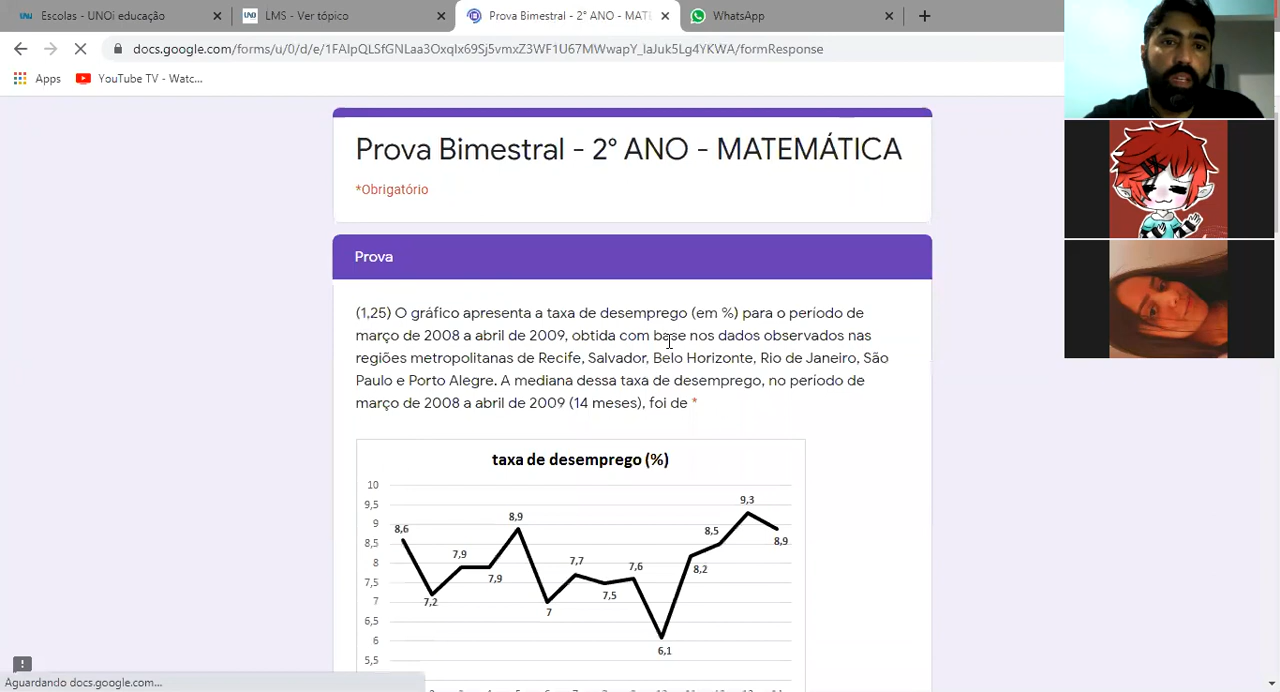 Escolas - UNOi educação
LMS - Ver tópico
Prova Bimestral - 2° ANO - MATE
WhatsApp
docs.google.com/forms/u/0/d/e/1FAIpQLSfGNLaa3OxqIx69Sj5vmxZ3WF1U67MWwapY_IaJuk5Lg4YKWA/formResponse
Apps
YouTube TV - Watc...
Prova Bimestral - 2° ANO - MATEMÁTICA
*Obrigatório
Prova
(1,25) O gráfico apresenta a taxa de desemprego (em %) para o período de
março de 2008 a abril de 2009, obtida com base nos dados observados nas
regiões metropolitanas de Recife, Salvador, Belo Horizonte, Rio de Janeiro, São
Paulo e Porto Alegre. A mediana dessa taxa de desemprego, no período de
março de 2008 a abril de 2009 (14 meses), foi de *
taxa de desemprego (%)
10
9,5
9
8,5
8
7,5
7
6,5
6
5,5
8,6
7,2
7,9
7,9
8,9
7
7,7
7,5
7,6
6,1
8,2
8,5
9,3
8,9
Aguardando docs.google.com...